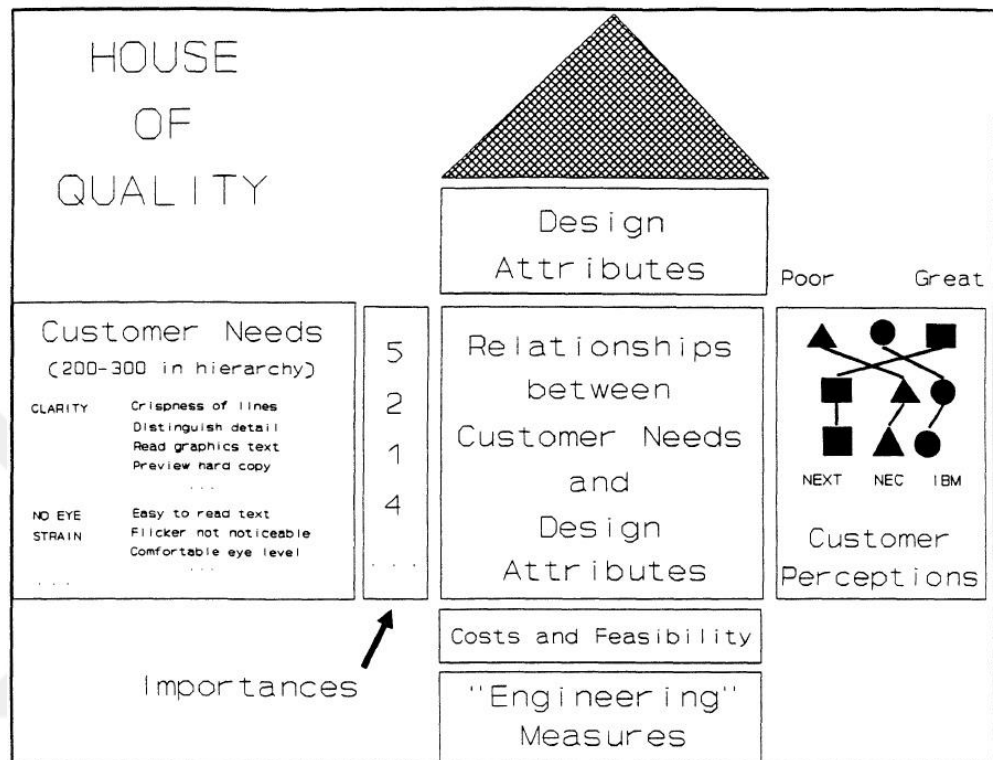 HOUSE
OF
QUALITY
Design
Attributes
Poor Great
Customer Needs
(200-300 in hierarchy)
CLARITY Crispness of lines
Distinguish detail
Read graphics text
Preview hard copy
...
NO EYE Easy to read text
STRAIN Flicker not noticeable
Comfortable eye level
...
...
5
2
1
4
...
Relationships
between
Customer Needs
and
Design
Attributes
NEXT NEC IBM
Customer
Perceptions
Costs and Feasibility
Importances
"Engineering"
Measures